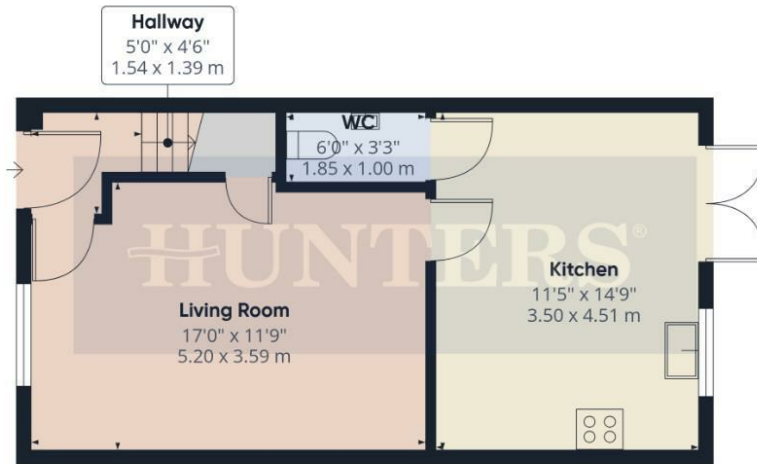 Hallway
5'0" x 4'6"
1.54 x 1.39 m
WC
6'0" x 3'3"
1.85 x 1.00 m
HUNTERS®
Kitchen
11'5" x 14'9"
3.50 x 4.51 m
Living Room
17'0" x 11'9"
5.20 x 3.59 m